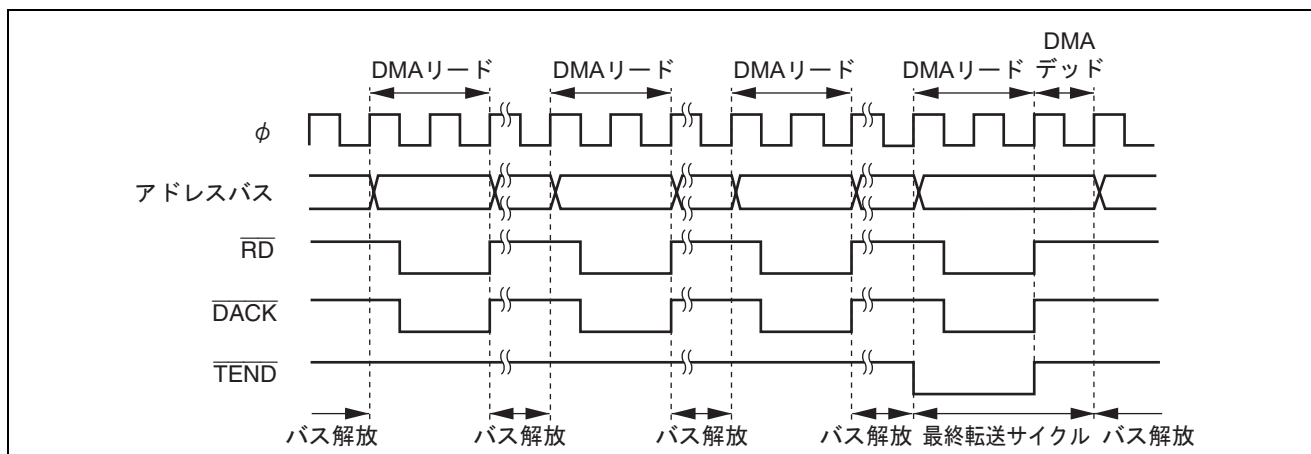 DMA
DMAリード DMAリード DMAリード DMAリード デッド
φ
アドレスバス
RD
DACK
TEND
バス解放 バス解放 バス解放 バス解放 最終転送サイクル バス解放